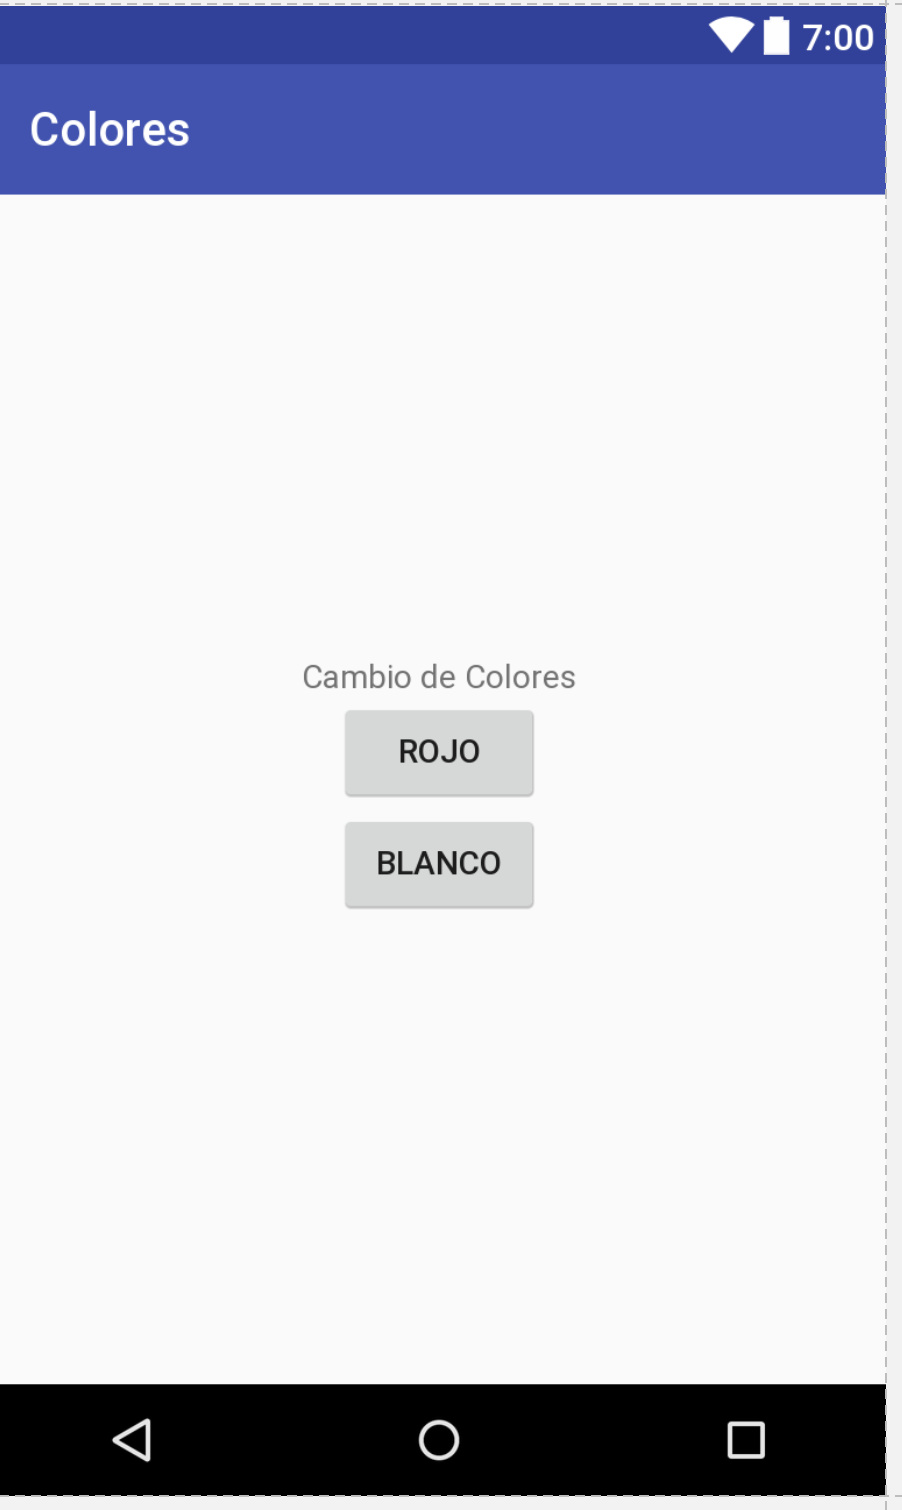 7:00
Colores
Cambio de Colores
ROJO
BLANCO